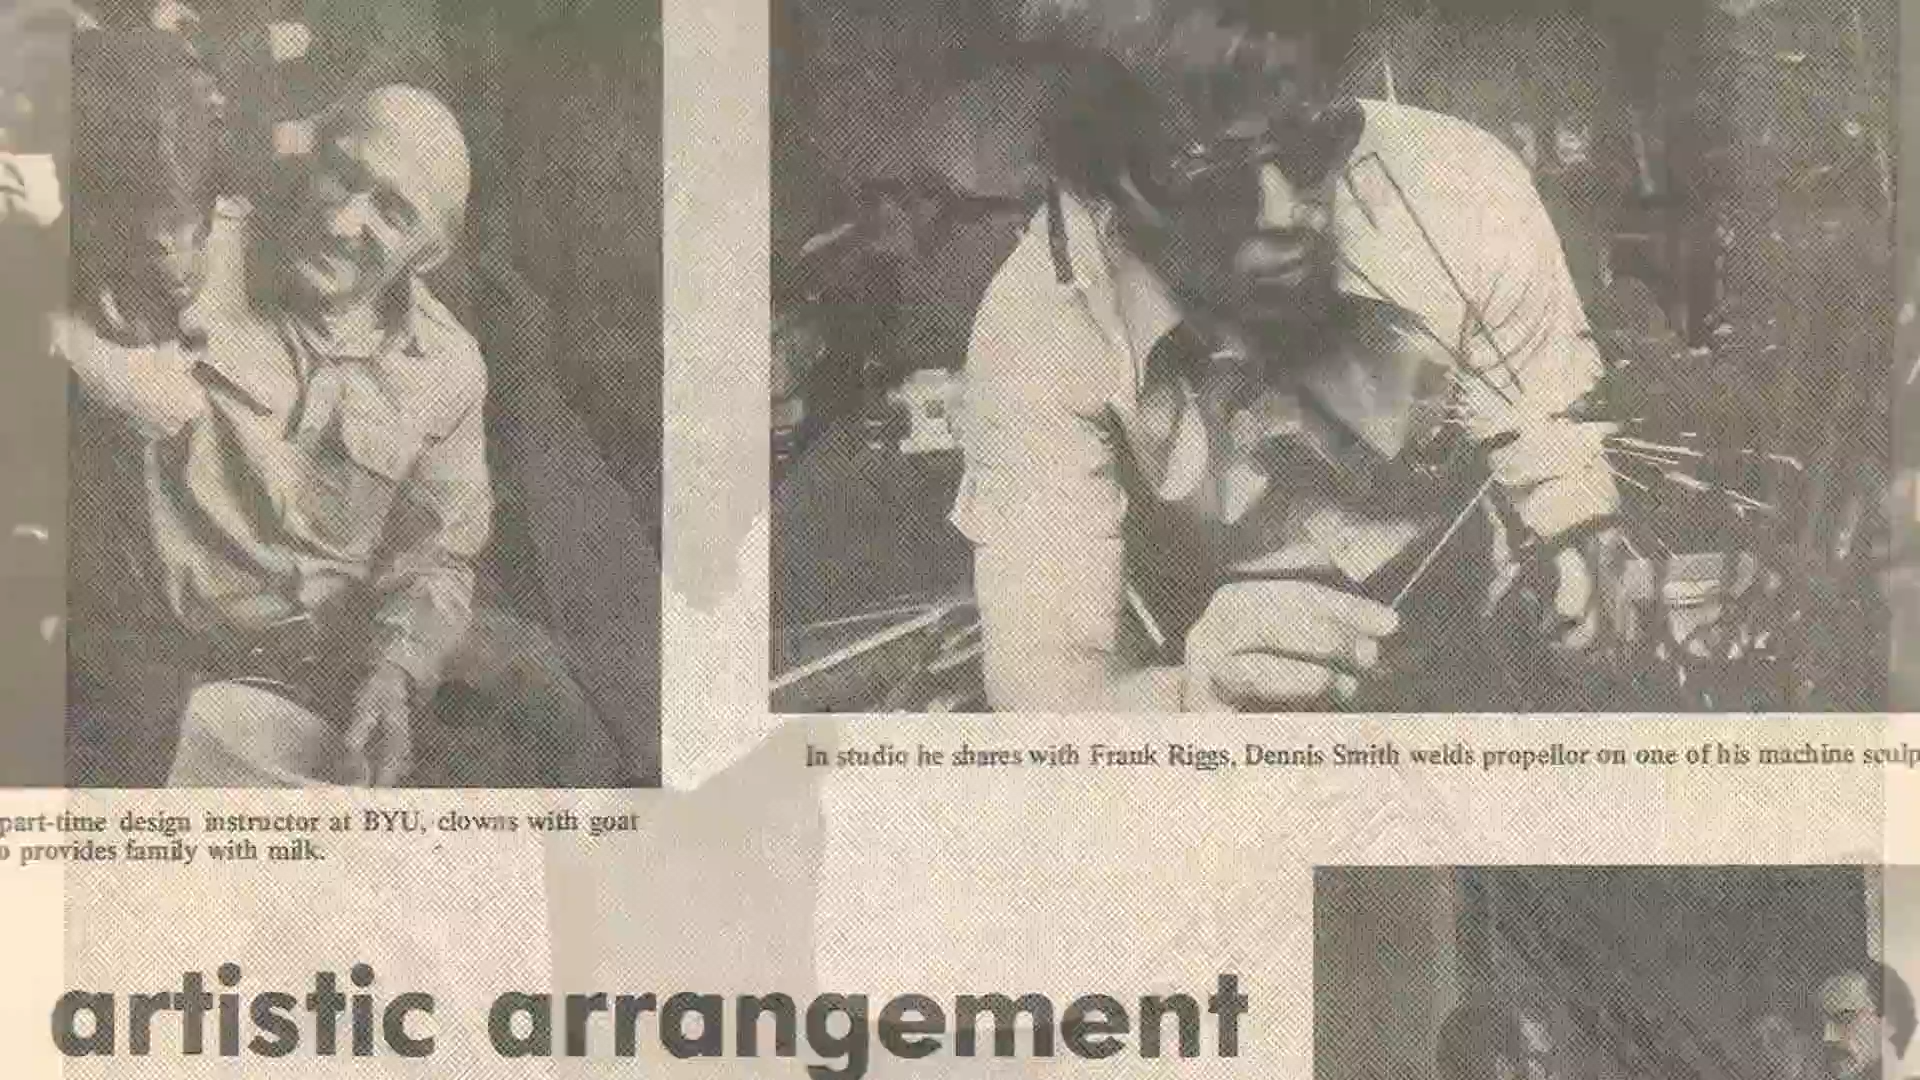 In studio he shares with Frank Riggs, Dennis Smith welds propellor on one of his machine sculp
part-time design instructor at BYU, clowns with goat
o provides family with milk.
artistic arrangement